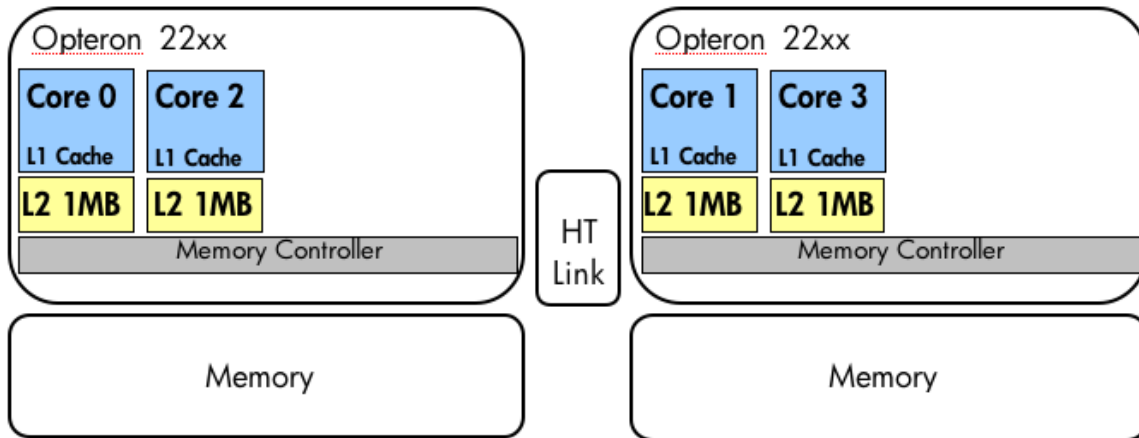 Opteron 22xx
Core 0
L1 Cache
Core 2
L1 Cache
L2 1MB
L2 1MB
Memory Controller
Memory
HT
Link
Opteron 22xx
Core 1
L1 Cache
Core 3
L1 Cache
L2 1MB
L2 1MB
Memory Controller
Memory